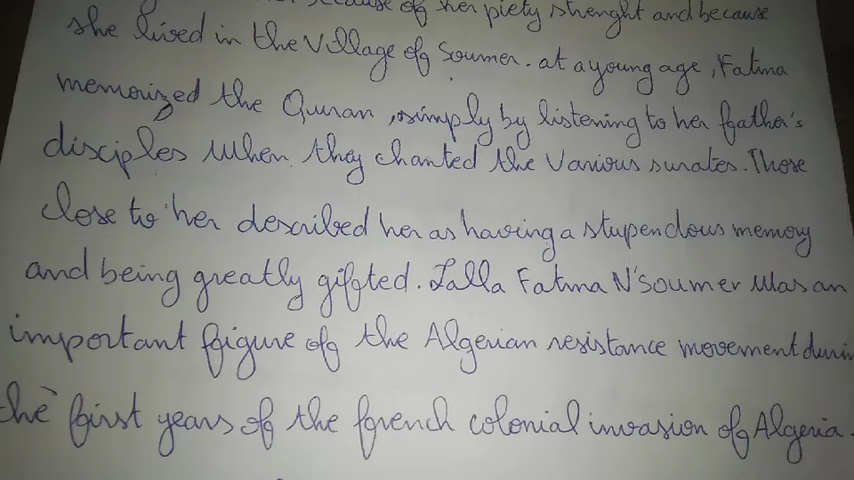 because of her piety strenght and because
she lived in the village of Soumer. at a young age, Fatma
memorized the Quran, simply by listening to her father's
disciples when they chanted the various surates. Those
close to her described her as having a stupendous memory
and being greatly gifted. Lalla Fatma N'Soumer was an
important figure of the Algerian resistance movement durin
the first years of the french colonial invasion of Algeria.